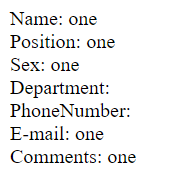 Name: one
Position: one
Sex: one
Department:
PhoneNumber:
E-mail: one
Comments: one